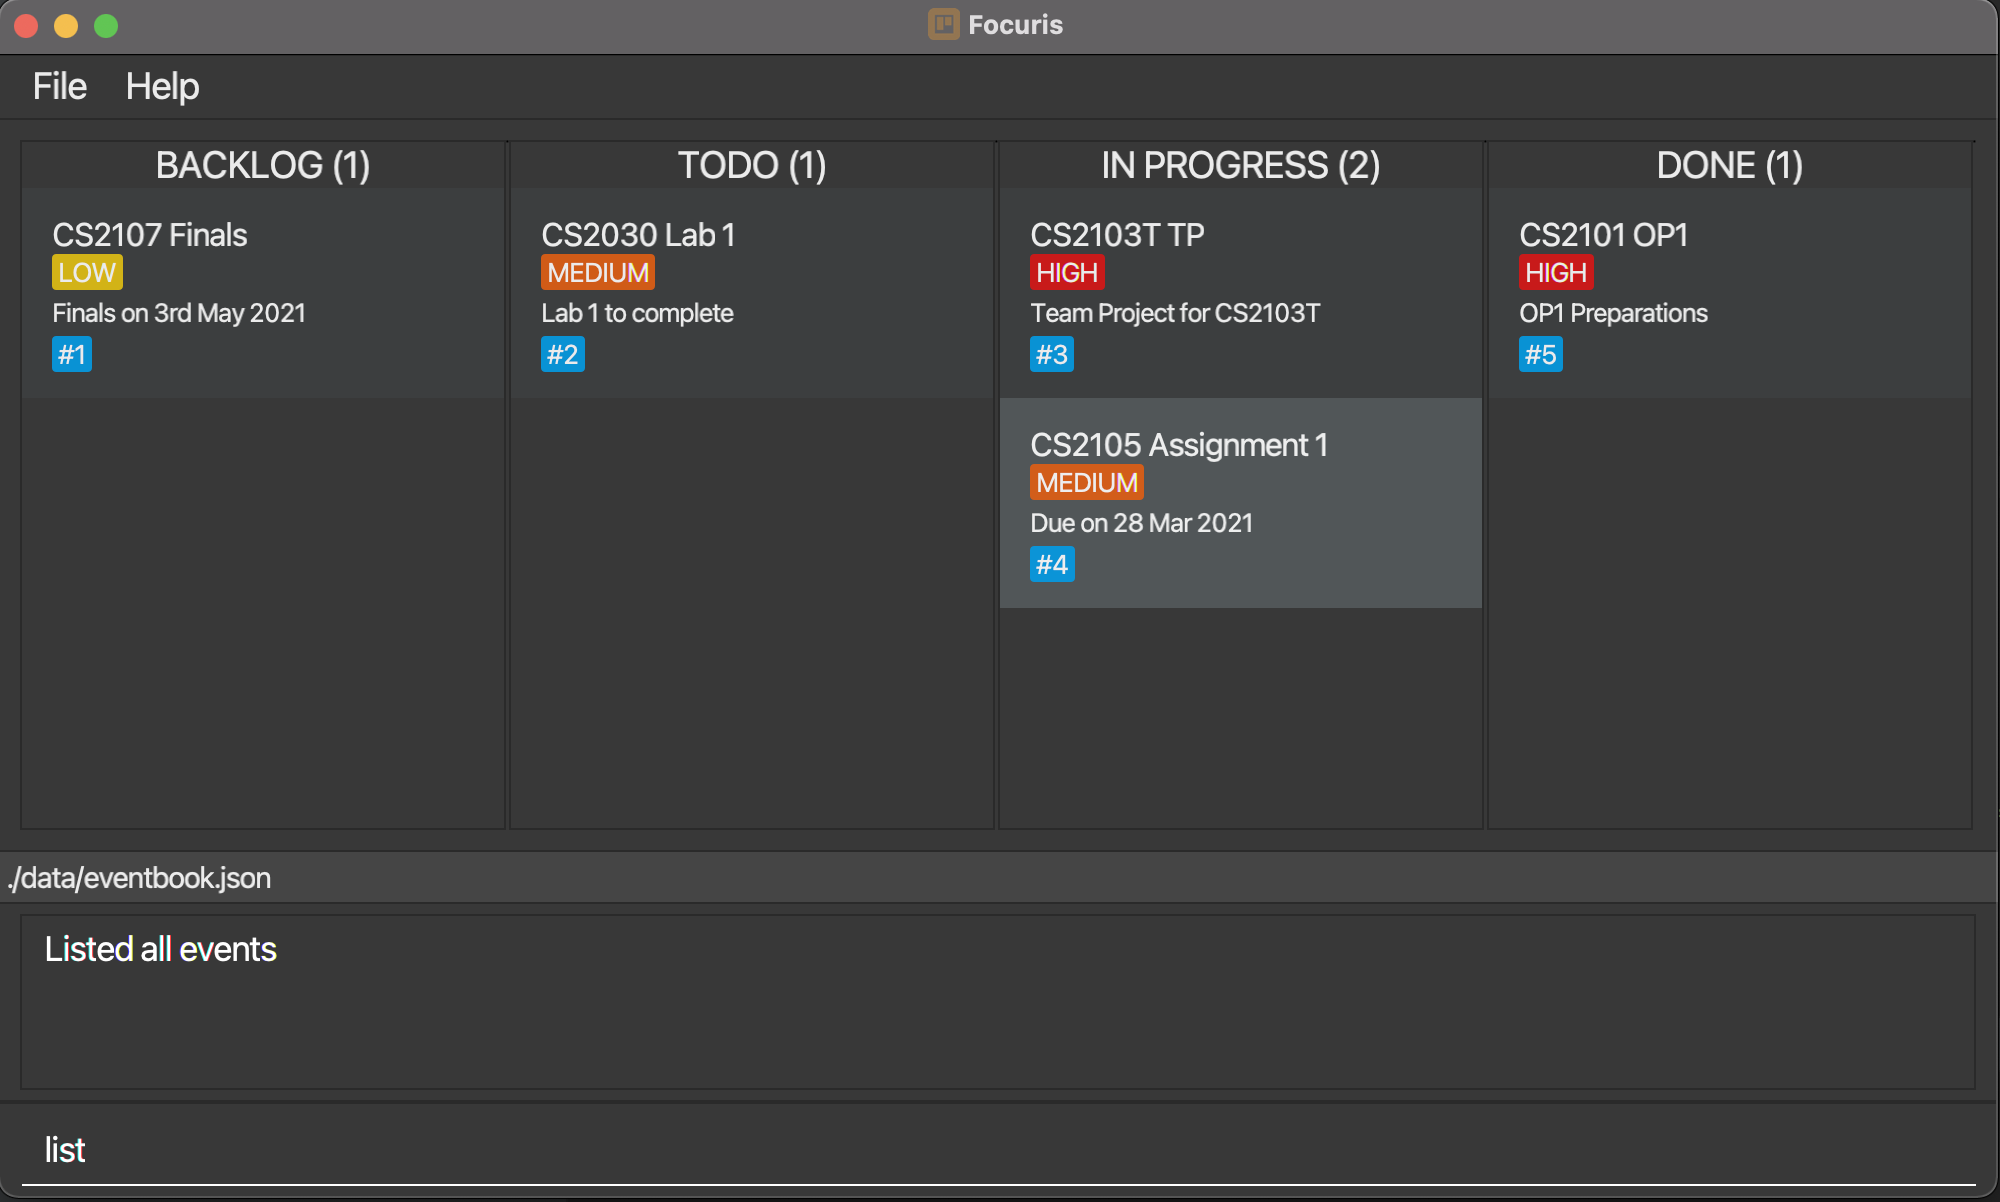 Focuris
File Help
BACKLOG (1)
CS2107 Finals
LOW
Finals on 3rd May 2021
#1
TODO (1)
CS2030 Lab 1
MEDIUM
Lab 1 to complete
#2
IN PROGRESS (2)
CS2103T TP
HIGH
Team Project for CS2103T
#3
CS2105 Assignment 1
MEDIUM
Due on 28 Mar 2021
#4
DONE (1)
CS2101 OP1
HIGH
OP1 Preparations
#5
./data/eventbook.json
Listed all events
list